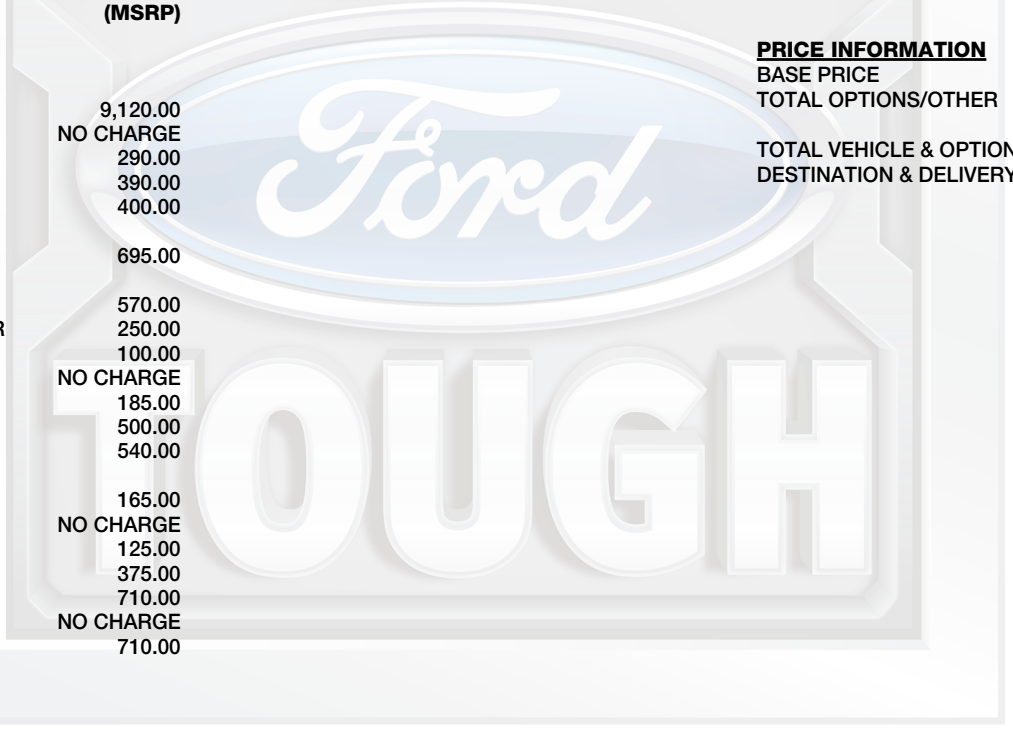 (MSRP)
9,120.00
NO CHARGE
290.00
390.00
400.00
695.00
570.00
R 250.00
100.00
NO CHARGE
185.00
500.00
540.00
165.00
NO CHARGE
125.00
375.00
710.00
NO CHARGE
710.00
PRICE INFORMATION
BASE PRICE
TOTAL OPTIONS/OTHER
TOTAL VEHICLE & OPTION
DESTINATION & DELIVERY
Ford
TOUGH